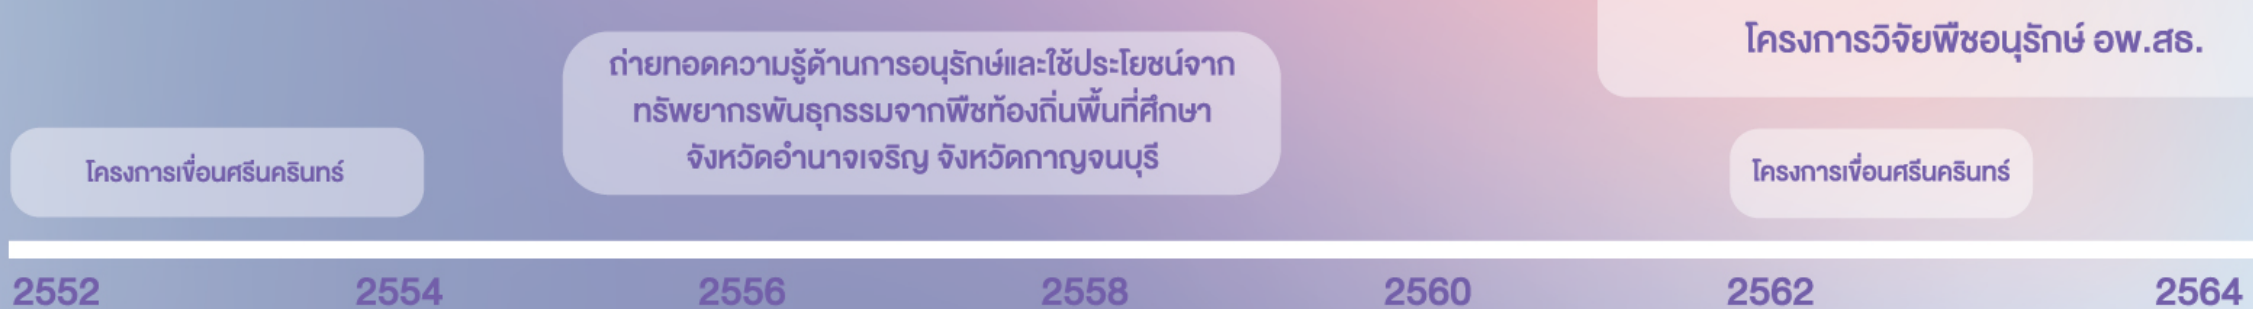 โครงการวิจัยพืชอนุรักษ์ อพ.สธ.
ถ่ายทอดความรู้ด้านการอนุรักษ์และใช้ประโยชน์จาก
ทรัพยากรพันธุกรรมจากพืชท้องถิ่นพื้นที่ศึกษา
จังหวัดอำนาจเจริญ จังหวัดกาญจนบุรี
โครงการเขื่อนศรีนครินทร์
โครงการเขื่อนศรีนครินทร์
2552 2554 2556 2558 2560 2562 2564